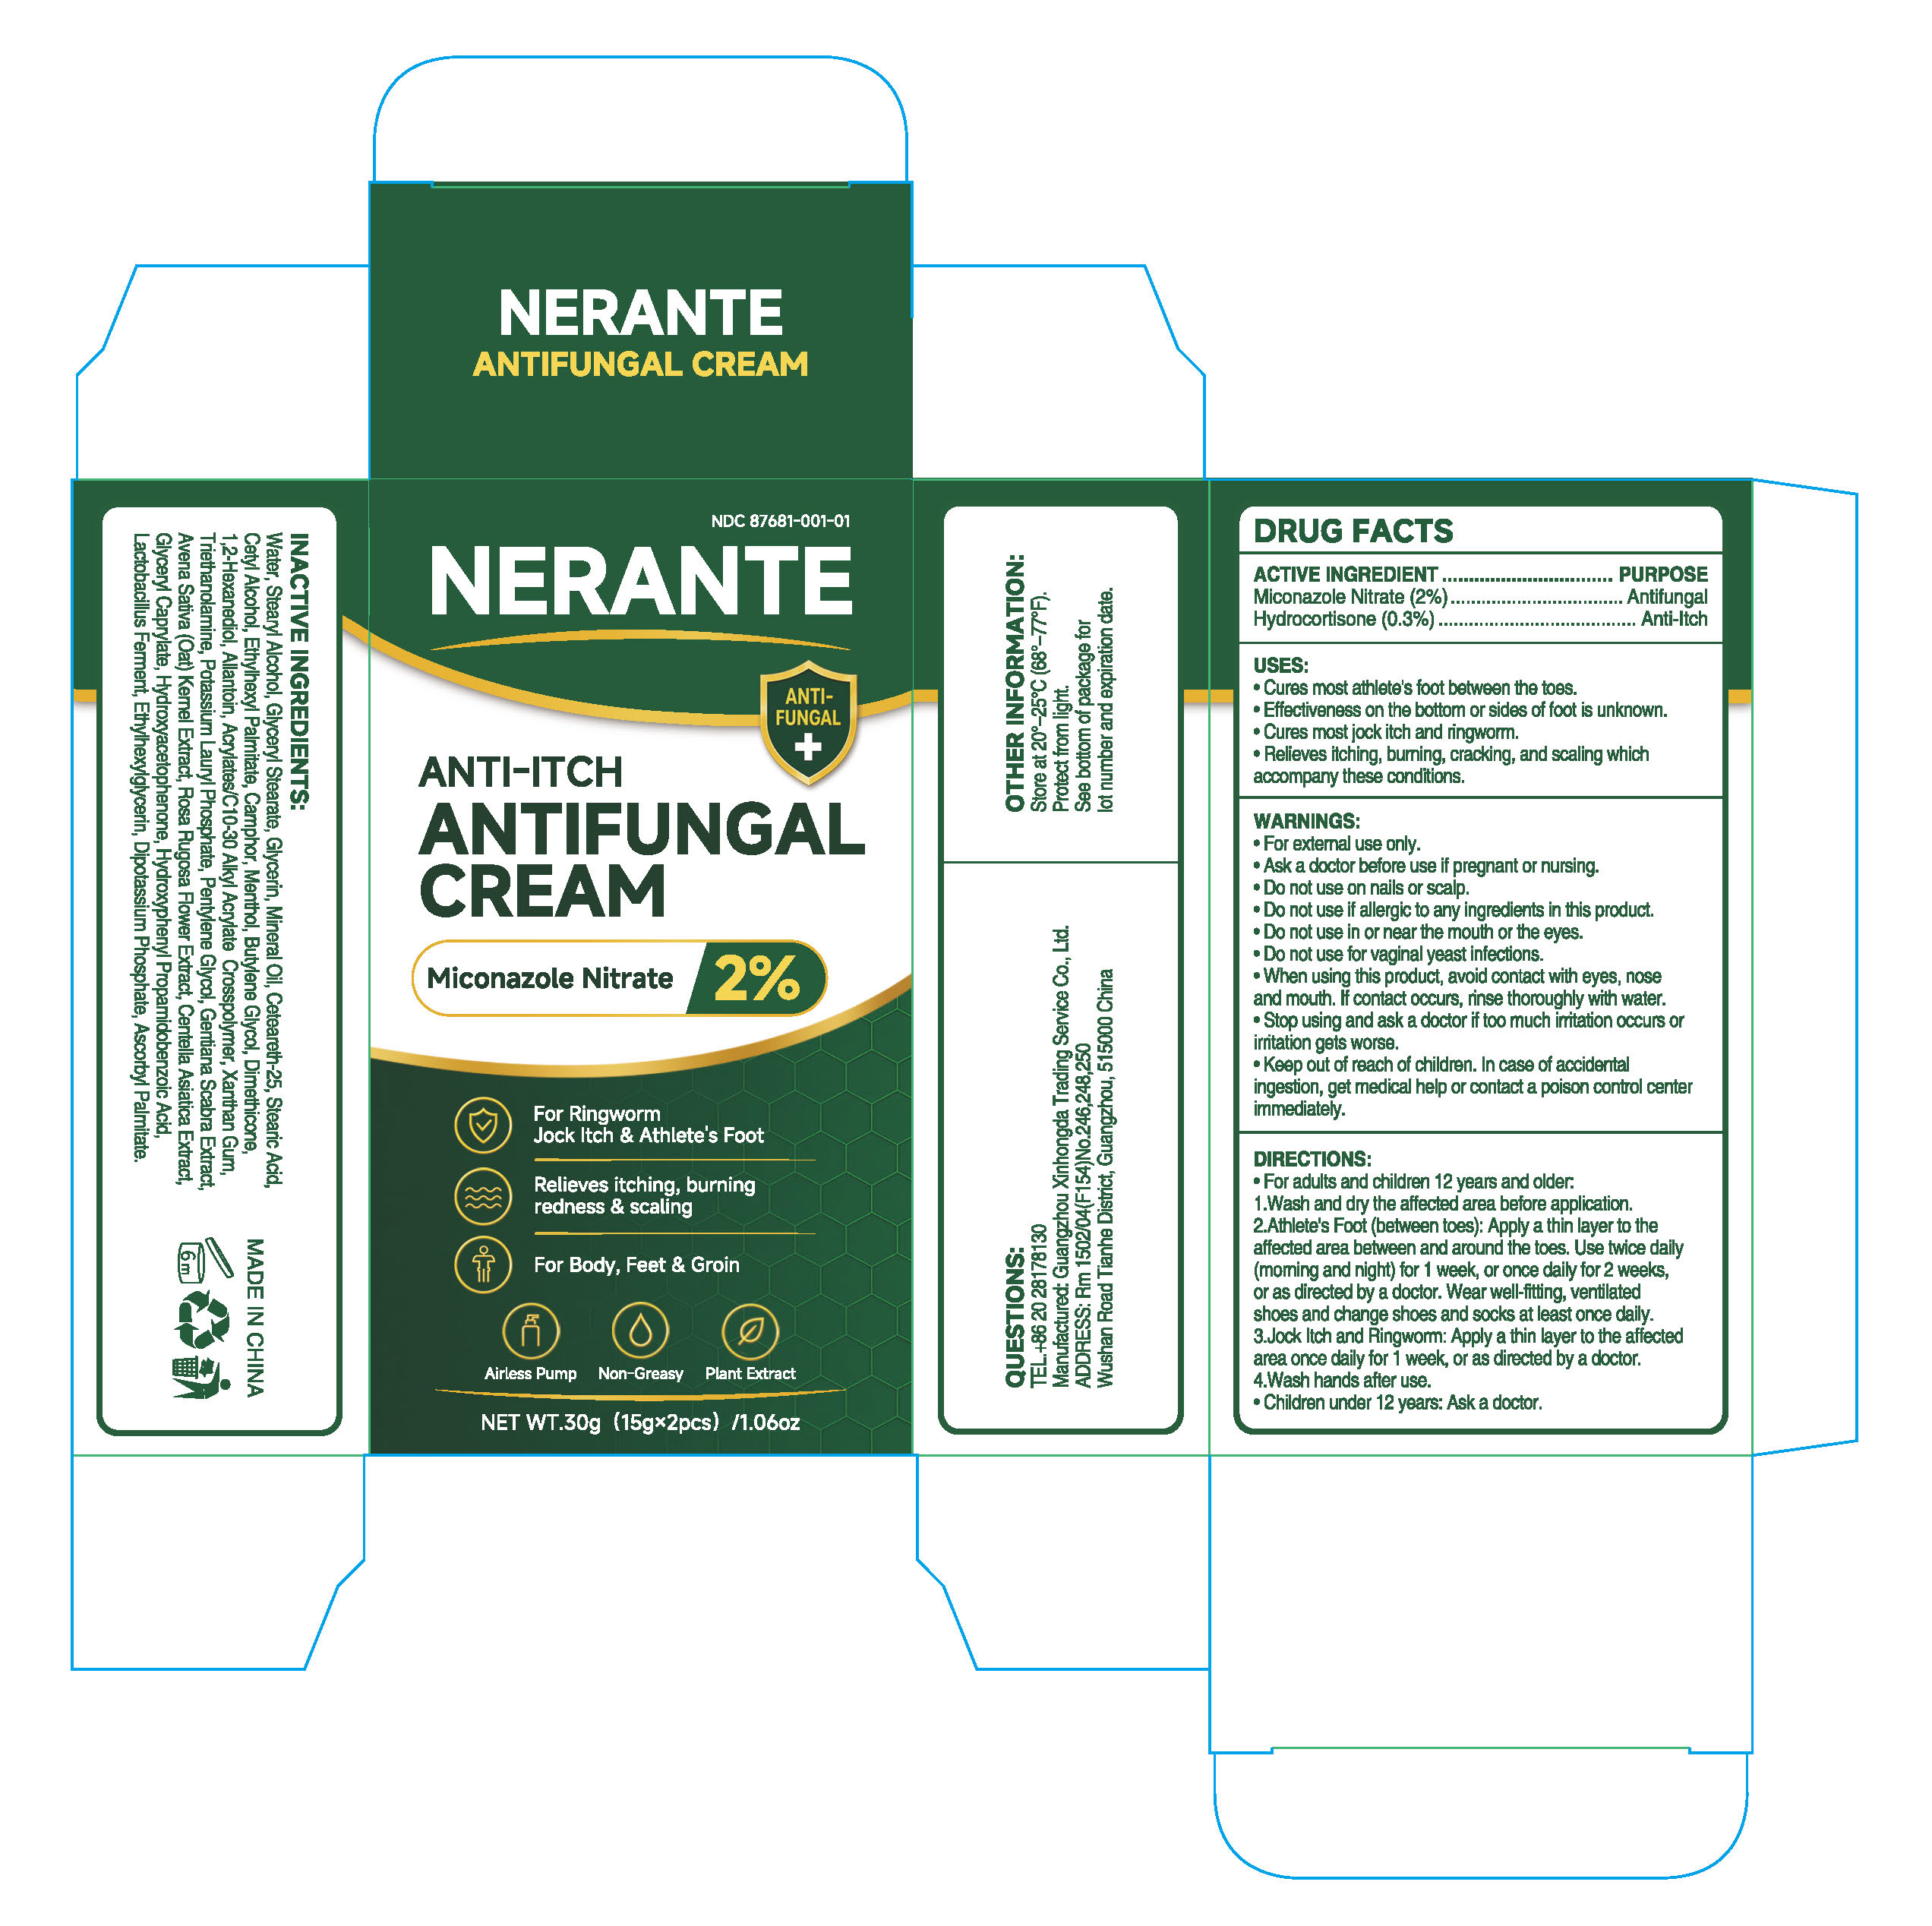 NERANTE
ANTIFUNGAL CREAM
INACTIVE INGREDIENTS:
Water, Stearyl Alcohol, Glyceryl Stearate, Glycerin, Mineral Oil, Ceteareth-25, Stearic Acid,
Cetyl Alcohol, Ethylhexyl Palmitate, Camphor, Menthol, Butylene Glycol, Dimethicone,
1,2-Hexanediol, Allantoin, Acrylates/C10-30 Alkyl Acrylate Crosspolymer, Xanthan Gum,
Triethanolamine, Potassium Lauryl Phosphate, Pentylene Glycol, Gentiana Scabra Extract,
Avena Sativa (Oat) Kernel Extract, Rosa Rugosa Flower Extract, Centella Asiatica Extract,
Glyceryl Caprylate, Hydroxyacetophenone, Hydroxyphenyl Propamidobenzoic Acid,
Lactobacillus Ferment, Ethylhexylglycerin, Dipotassium Phosphate, Ascorbyl Palmitate.
MADE IN CHINA
6 m
NDC 87681-001-01
NERANTE
ANTI-
FUNGAL
ANTI-ITCH
ANTIFUNGAL
CREAM
Miconazole Nitrate 2%
For Ringworm
Jock Itch & Athlete's Foot
Relieves itching, burning
redness & scaling
For Body, Feet & Groin
Airless Pump Non-Greasy Plant Extract
NET WT.30g（15g×2pcs）/1.06oz
OTHER INFORMATION:
Store at 20°–25°C (68°–77°F).
Protect from light.
See bottom of package for
lot number and expiration date.
QUESTIONS:
TEL.+86 20 28178130
Manufactured: Guangzhou Xinhongda Trading Service Co., Ltd.
ADDRESS: Rm 1502/04(F154)No.246,248,250
Wushan Road Tianhe District, Guangzhou, 515000 China
DRUG FACTS
ACTIVE INGREDIENT ................................ PURPOSE
Miconazole Nitrate (2%) ................................. Antifungal
Hydrocortisone (0.3%) ...................................... Anti-Itch
USES:
• Cures most athlete's foot between the toes.
• Effectiveness on the bottom or sides of foot is unknown.
• Cures most jock itch and ringworm.
• Relieves itching, burning, cracking, and scaling which
accompany these conditions.
WARNINGS:
• For external use only.
• Ask a doctor before use if pregnant or nursing.
• Do not use on nails or scalp.
• Do not use if allergic to any ingredients in this product.
• Do not use in or near the mouth or the eyes.
• Do not use for vaginal yeast infections.
• When using this product, avoid contact with eyes, nose
and mouth. If contact occurs, rinse thoroughly with water.
• Stop using and ask a doctor if too much irritation occurs or
irritation gets worse.
• Keep out of reach of children. In case of accidental
ingestion, get medical help or contact a poison control center
immediately.
DIRECTIONS:
• For adults and children 12 years and older:
1.Wash and dry the affected area before application.
2.Athlete's Foot (between toes): Apply a thin layer to the
affected area between and around the toes. Use twice daily
(morning and night) for 1 week, or once daily for 2 weeks,
or as directed by a doctor. Wear well-fitting, ventilated
shoes and change shoes and socks at least once daily.
3.Jock Itch and Ringworm: Apply a thin layer to the affected
area once daily for 1 week, or as directed by a doctor.
4.Wash hands after use.
• Children under 12 years: Ask a doctor.